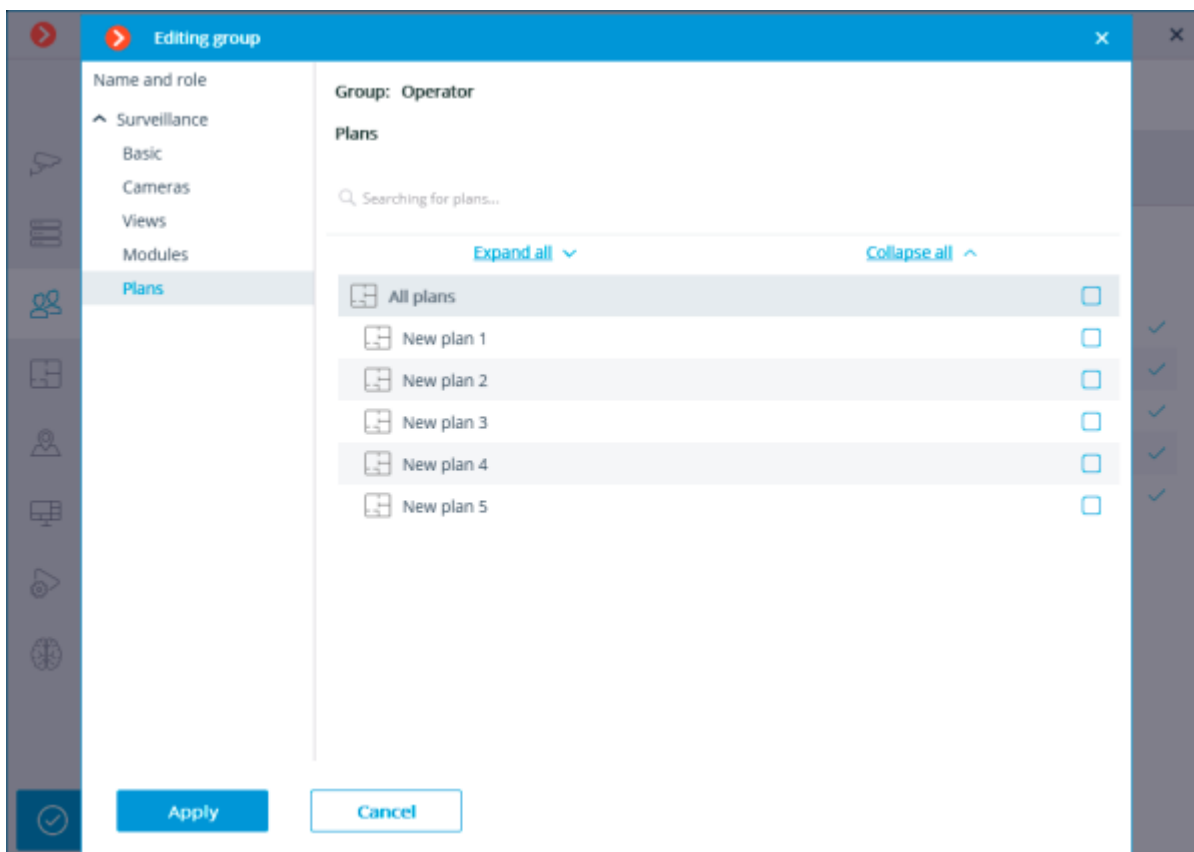 Editing group
Name and role
Surveillance
Basic
Cameras
Views
Modules
Plans
Group: Operator
Plans
Searching for plans...
Expand all
Collapse all
All plans
New plan 1
New plan 2
New plan 3
New plan 4
New plan 5
Apply
Cancel